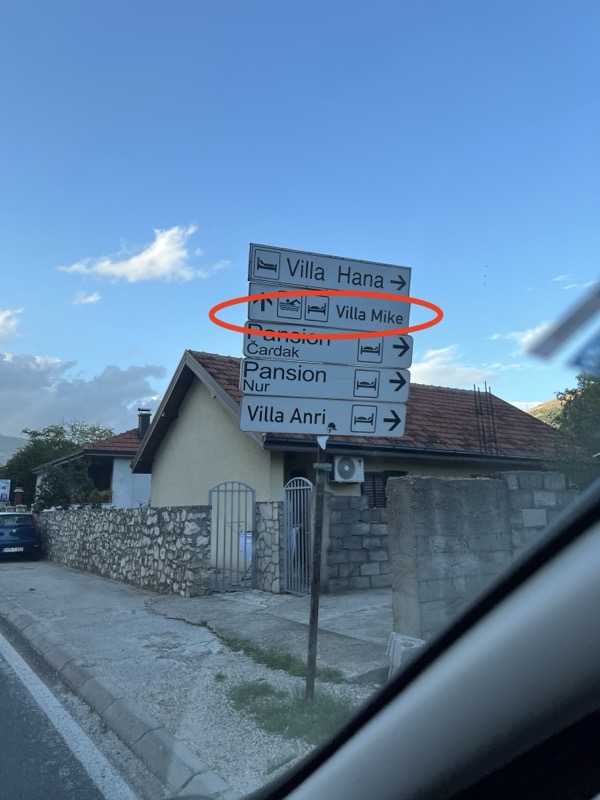 Villa Hana
Villa Mike
Pansion
Čardak
Pansion
Nur
Villa Anri